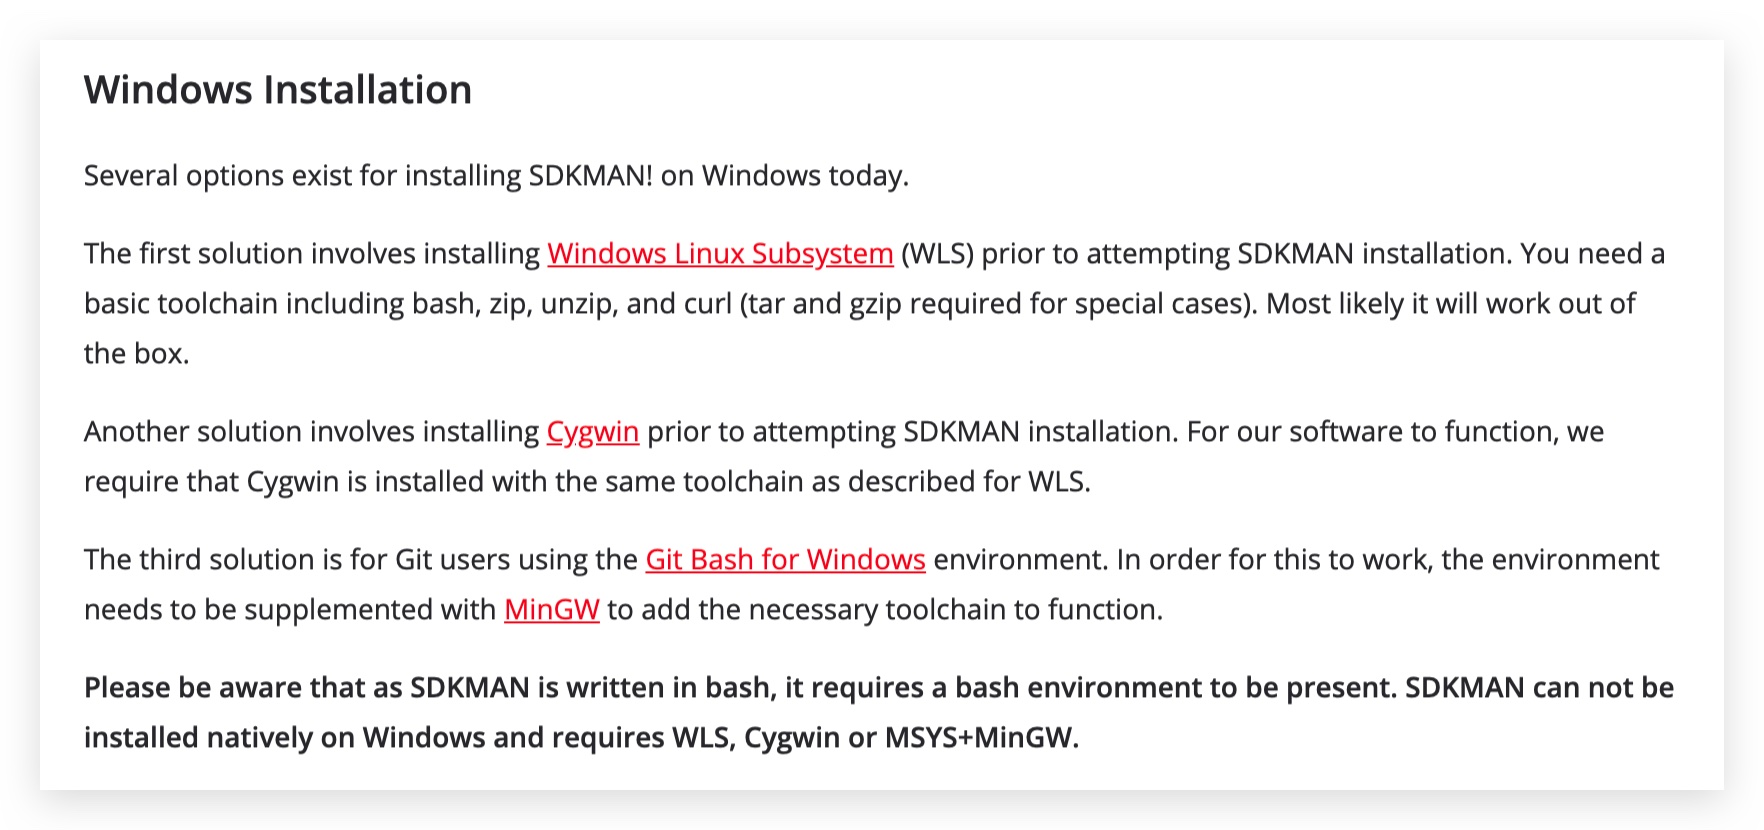 Windows Installation
Several options exist for installing SDKMAN! on Windows today.
The first solution involves installing Windows Linux Subsystem (WLS) prior to attempting SDKMAN installation. You need a
basic toolchain including bash, zip, unzip, and curl (tar and gzip required for special cases). Most likely it will work out of
the box.
Another solution involves installing Cygwin prior to attempting SDKMAN installation. For our software to function, we
require that Cygwin is installed with the same toolchain as described for WLS.
The third solution is for Git users using the Git Bash for Windows environment. In order for this to work, the environment
needs to be supplemented with MinGW to add the necessary toolchain to function.
Please be aware that as SDKMAN is written in bash, it requires a bash environment to be present. SDKMAN can not be
installed natively on Windows and requires WLS, Cygwin or MSYS+MinGW.